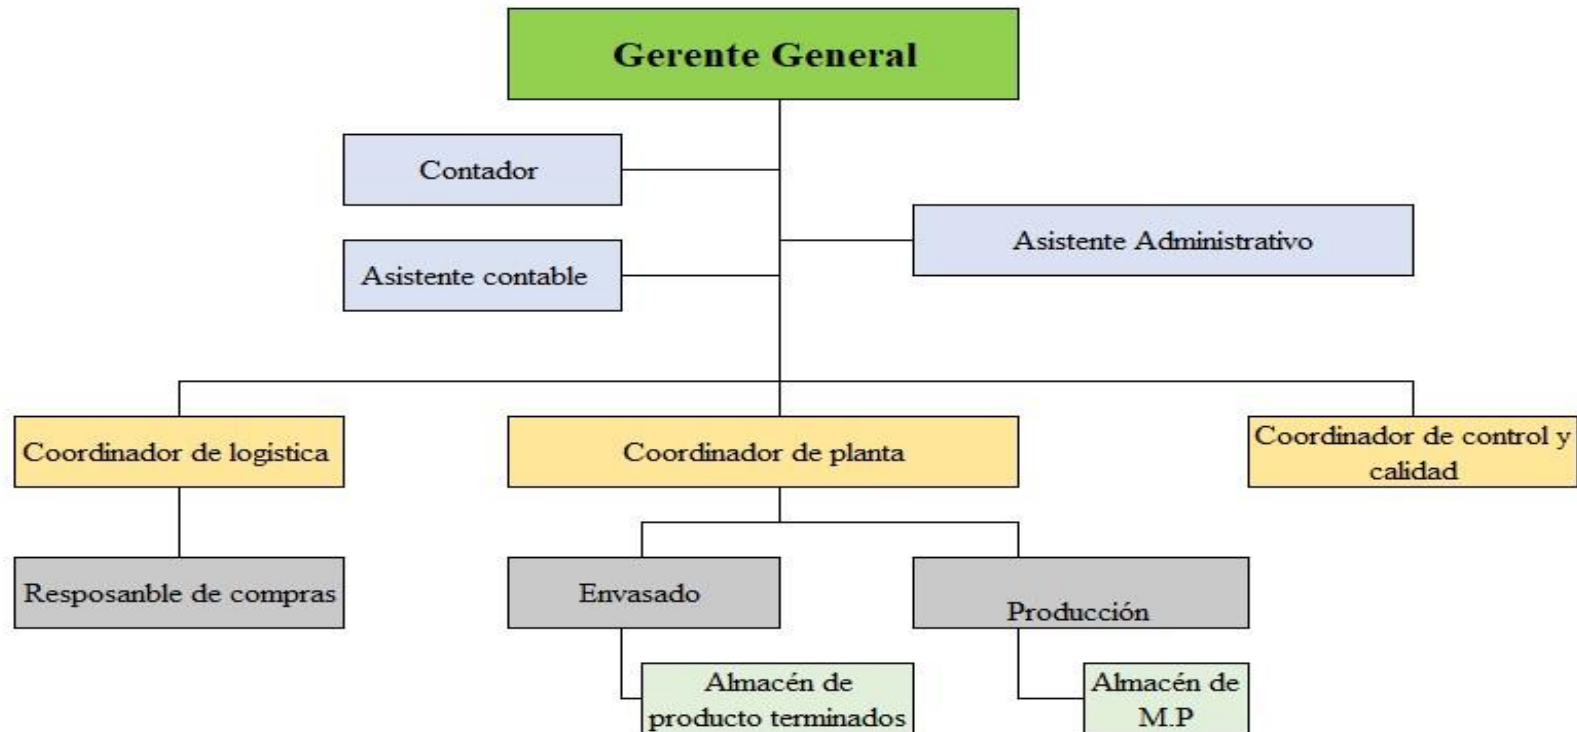 Gerente General
Contador
Asistente Administrativo
Asistente contable
Coordinador de logística
Coordinador de planta
Coordinador de control y
calidad
Resposanble de compras
Envasado
Producción
Almacén de
producto terminados
Almacén de
M.P